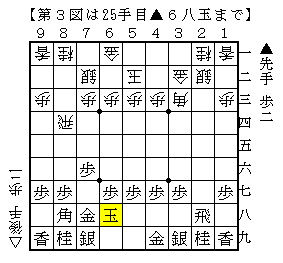 【第３図は25手目▲６八玉まで】
９ ８ ７ ６ ５ ４ ３ ２ １
香 桂 金 桂 香 一
銀 王 金 銀 二
歩 歩 歩 歩 歩 角 歩 歩 三
飛 四
五
歩 六
歩 歩 歩 歩 歩 歩 歩 七
角 金 玉 飛 八
香 桂 銀 金 銀 桂 香 九
▲先手 歩二
△後手 歩二